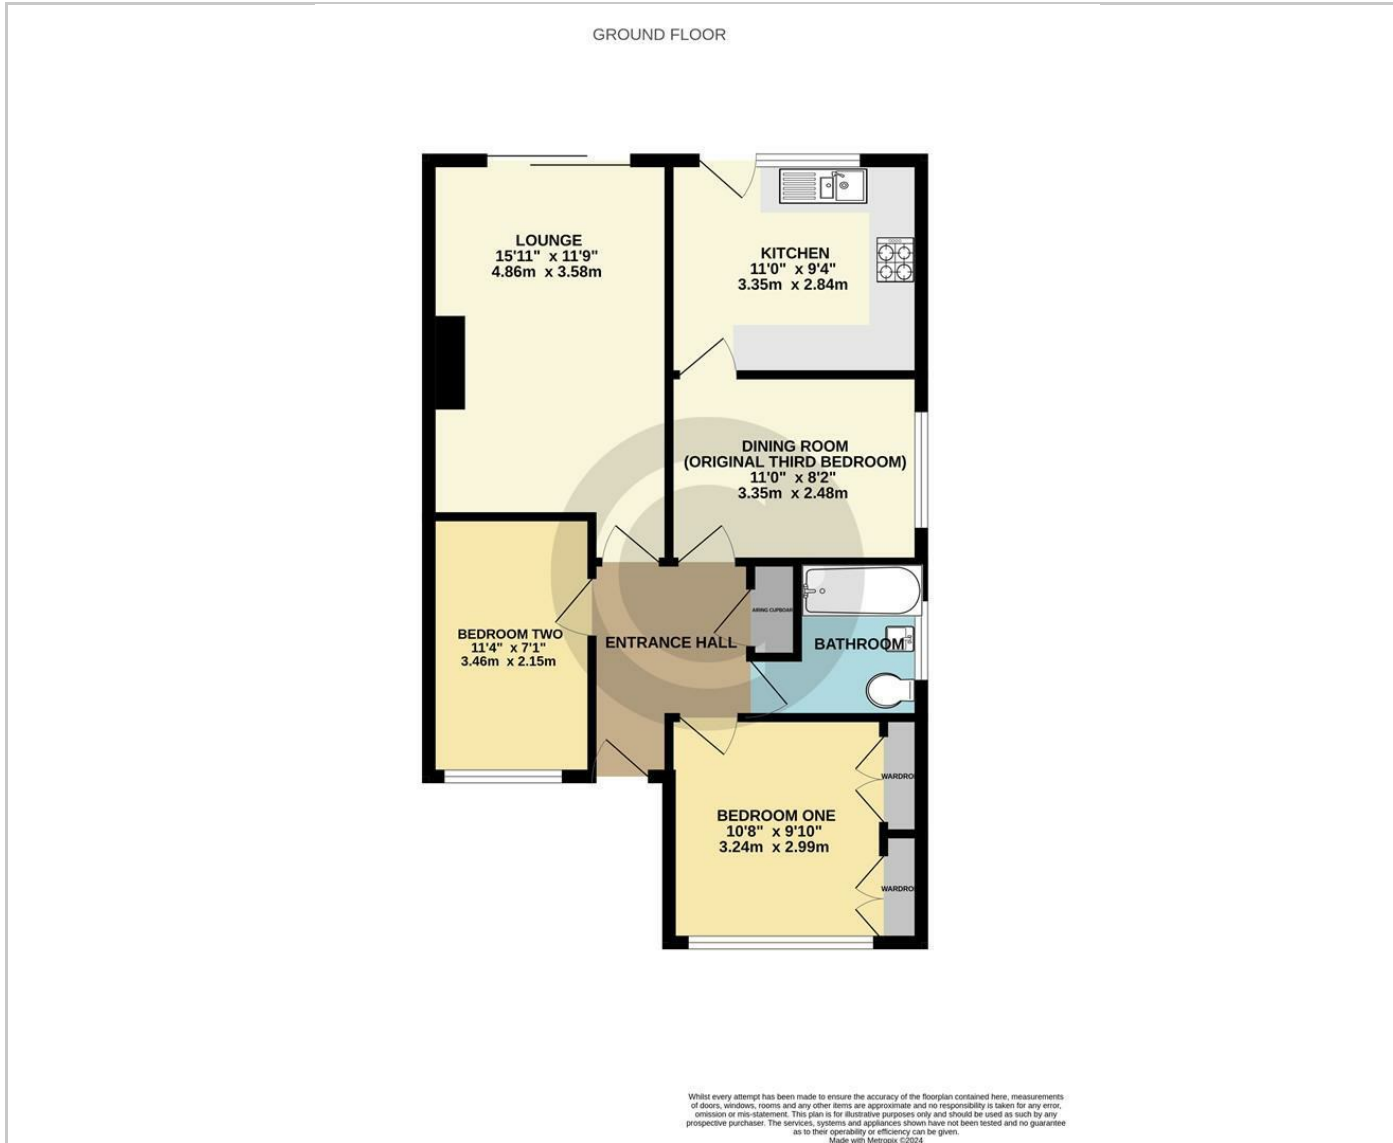 GROUND FLOOR
LOUNGE
15'11" x 11'9"
4.86m x 3.58m
KITCHEN
11'0" x 9'4"
3.35m x 2.84m
DINING ROOM
(ORIGINAL THIRD BEDROOM)
11'0" x 8'2"
3.35m x 2.48m
BEDROOM TWO
11'4" x 7'1"
3.46m x 2.15m
ENTRANCE HALL
AIRING CUPBOARD
BATHROOM
BEDROOM ONE
10'8" x 9'10"
3.24m x 2.99m
WARDRO
WARDRO
Whilst every attempt has been made to ensure the accuracy of the floorplan contained here, measurements
of doors, windows, rooms and any other items are approximate and no responsibility is taken for any error,
omission or mis-statement. This plan is for illustrative purposes only and should be used as such by any
prospective purchaser. The services, systems and appliances shown have not been tested and no guarantee
as to their operability or efficiency can be given.
Made with Metropix ©2024